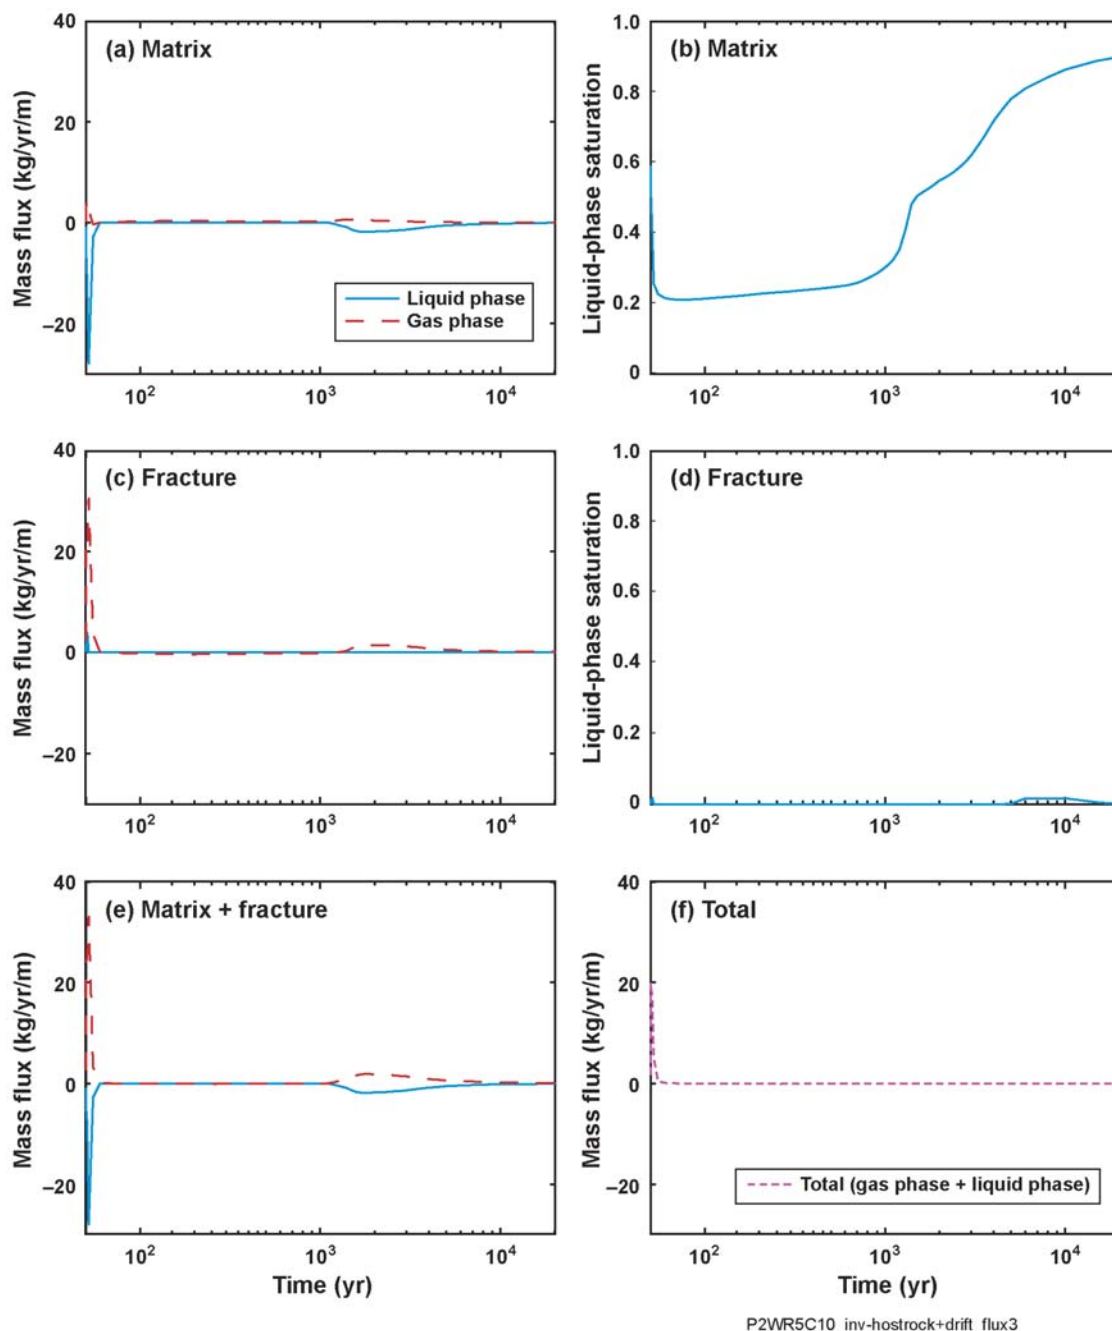 (a) Matrix
Mass flux (kg/yr/m)
40
20
0
–20
Liquid phase
Gas phase
10²
10³
10⁴
(b) Matrix
Liquid-phase saturation
1.0
0.8
0.6
0.4
0.2
0
10²
10³
10⁴
(c) Fracture
Mass flux (kg/yr/m)
40
20
0
–20
10²
10³
10⁴
(d) Fracture
Liquid-phase saturation
1.0
0.8
0.6
0.4
0.2
0
10²
10³
10⁴
(e) Matrix + fracture
Mass flux (kg/yr/m)
40
20
0
–20
10²
10³
10⁴
Time (yr)
(f) Total
Mass flux (kg/yr/m)
40
20
0
–20
Total (gas phase + liquid phase)
10²
10³
10⁴
Time (yr)
P2WR5C10_inv-hostrock+drift_flux3